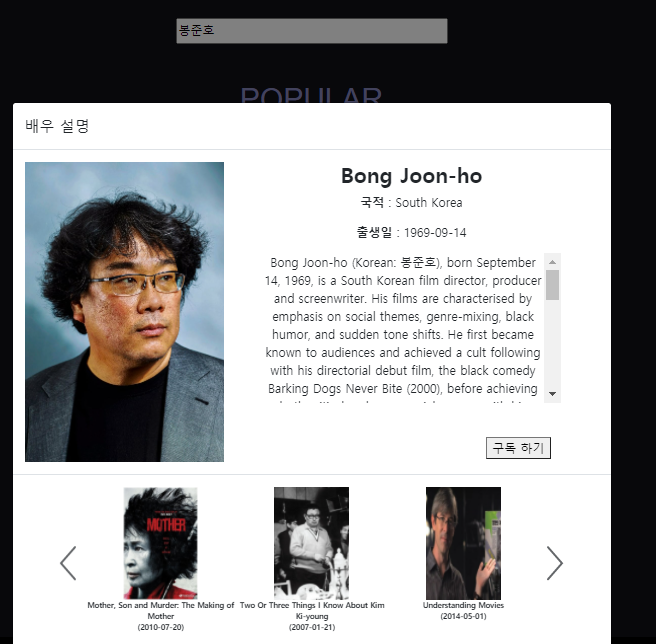 봉준호
POPULAR
배우 설명
Bong Joon-ho
국적 : South Korea
출생일 : 1969-09-14
Bong Joon-ho (Korean: 봉준호), born September
14, 1969, is a South Korean film director, producer
and screenwriter. His films are characterised by
emphasis on social themes, genre-mixing, black
humor, and sudden tone shifts. He first became
known to audiences and achieved a cult following
with his directorial debut film, the black comedy
Barking Dogs Never Bite (2000), before achieving
구독 하기
MOTHER
Mother, Son and Murder: The Making of
Mother
(2010-07-20)
Two Or Three Things I Know About Kim
Ki-young
(2007-01-21)
Understanding Movies
(2014-05-01)